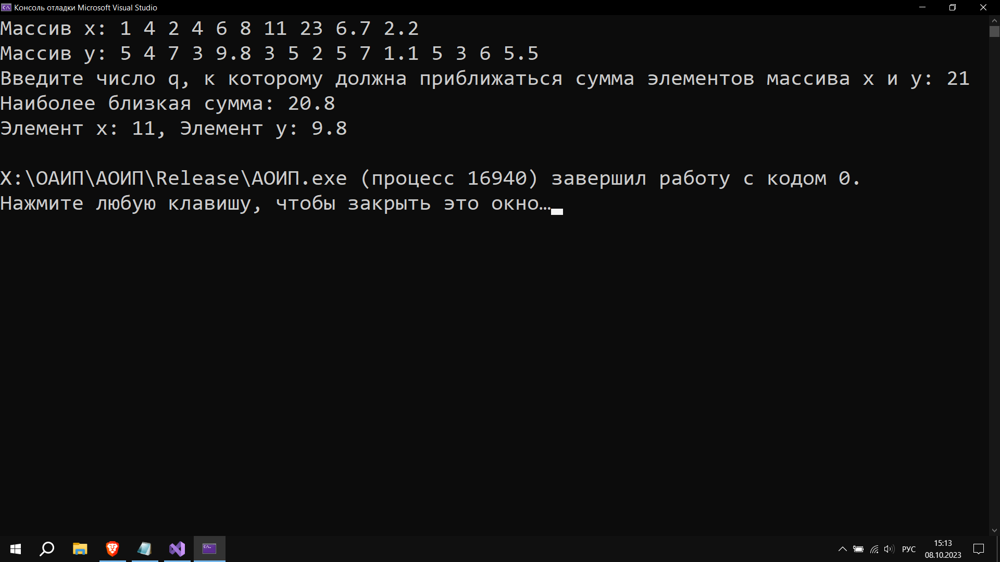 Консоль отладки Microsoft Visual Studio
Массив x: 1 4 2 4 6 8 11 23 6.7 2.2
Массив y: 5 4 7 3 9.8 3 5 2 5 7 1.1 5 3 6 5.5
Введите число q, к которому должна приближаться сумма элементов массива x и y: 21
Наиболее близкая сумма: 20.8
Элемент x: 11, Элемент y: 9.8
X:\ОАИП\АОИП\Release\АОИП.exe (процесс 16940) завершил работу с кодом 0.
Нажмите любую клавишу, чтобы закрыть это окно…
РУС
15:13
08.10.2023